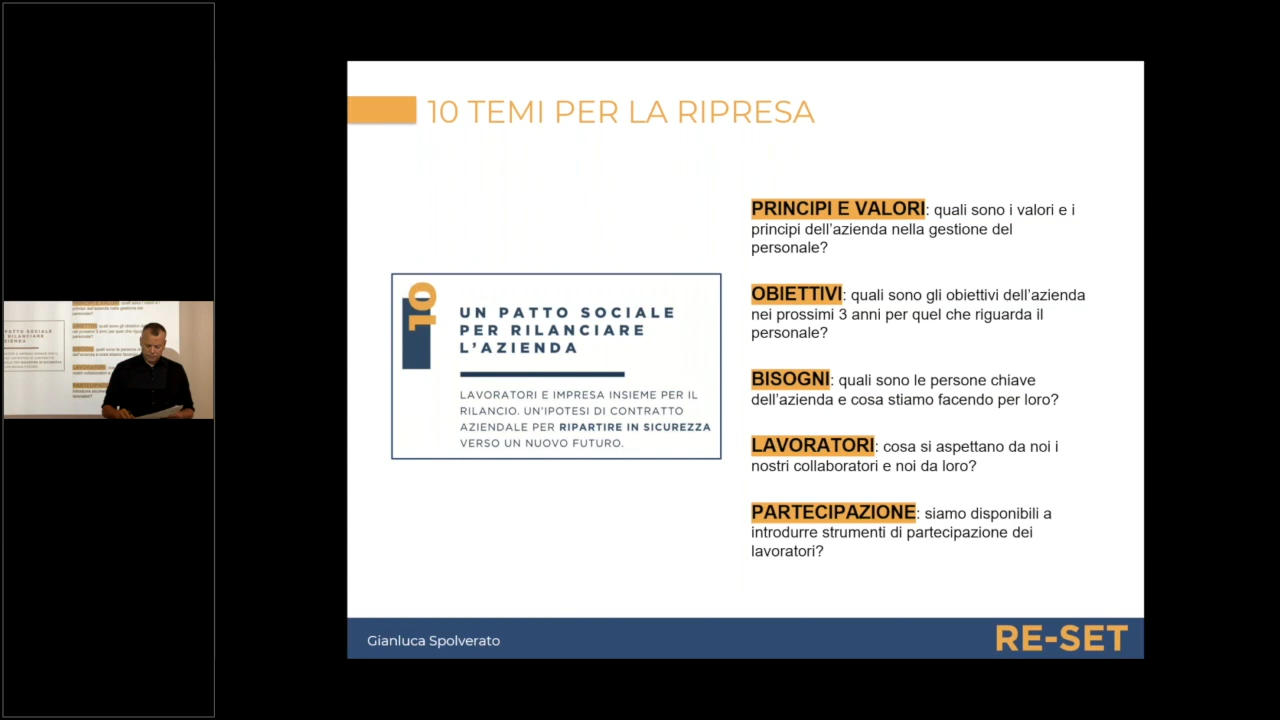 10 TEMI PER LA RIPRESA
10
UN PATTO SOCIALE
PER RILANCIARE
L'AZIENDA
LAVORATORI E IMPRESA INSIEME PER IL
RILANCIO. UN'IPOTESI DI CONTRATTO
AZIENDALE PER RIPARTIRE IN SICUREZZA
VERSO UN NUOVO FUTURO.
PRINCIPI E VALORI: quali sono i valori e i
principi dell'azienda nella gestione del
personale?
OBIETTIVI: quali sono gli obiettivi dell'azienda
nei prossimi 3 anni per quel che riguarda il
personale?
BISOGNI: quali sono le persone chiave
dell'azienda e cosa stiamo facendo per loro?
LAVORATORI: cosa si aspettano da noi i
nostri collaboratori e noi da loro?
PARTECIPAZIONE: siamo disponibili a
introdurre strumenti di partecipazione dei
lavoratori?
Gianluca Spolverato
RE-SET